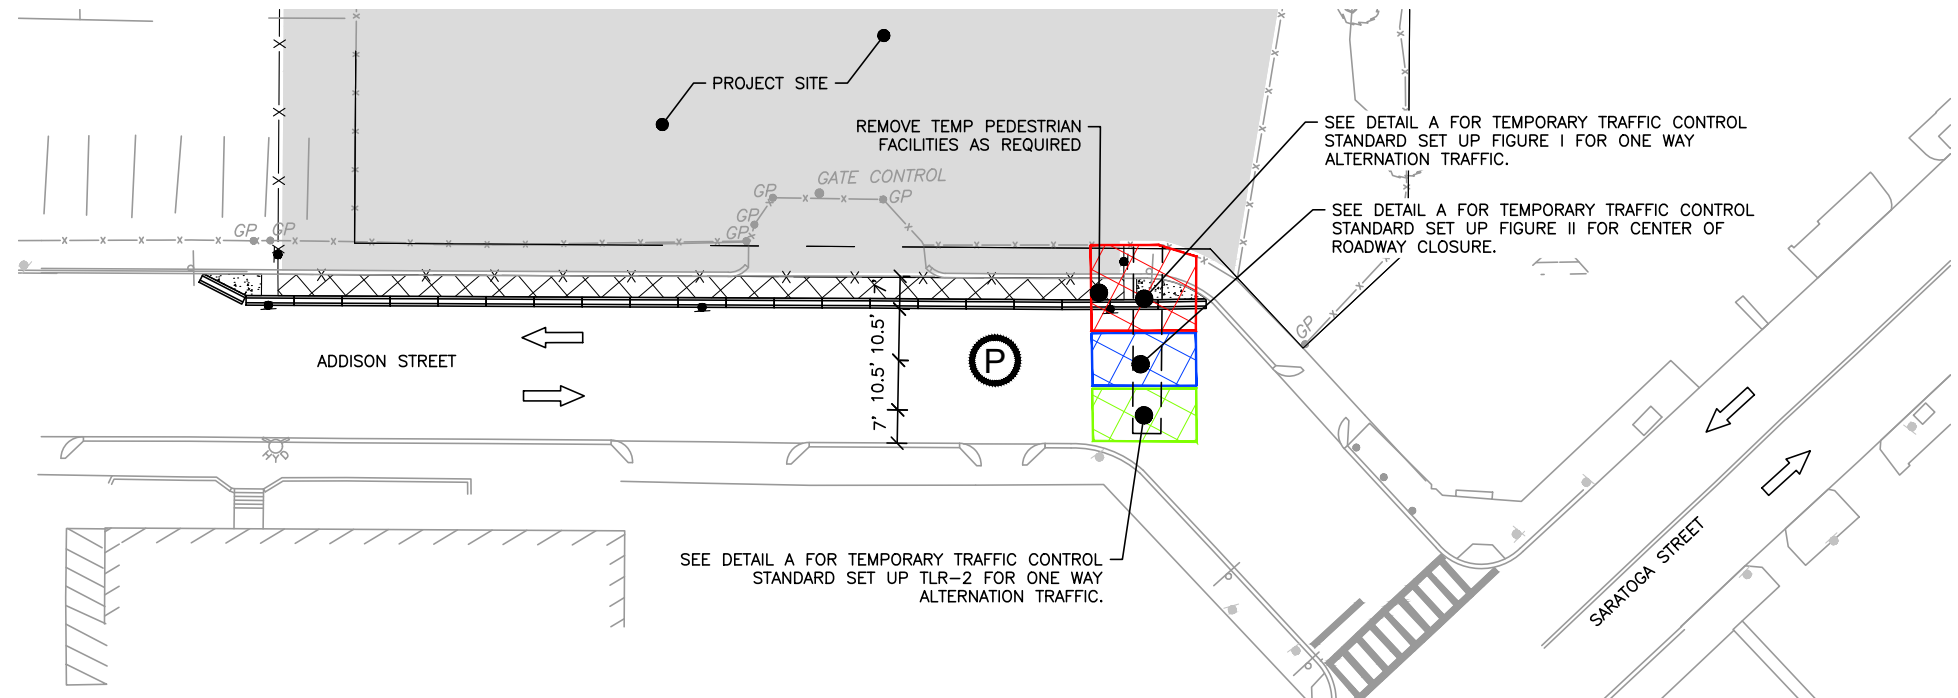 PROJECT SITE
REMOVE TEMP PEDESTRIAN
FACILITIES AS REQUIRED
SEE DETAIL A FOR TEMPORARY TRAFFIC CONTROL
STANDARD SET UP FIGURE I FOR ONE WAY
ALTERNATION TRAFFIC.
GP
GATE CONTROL
GP
GP
GP
GP
GP
SEE DETAIL A FOR TEMPORARY TRAFFIC CONTROL
STANDARD SET UP FIGURE II FOR CENTER OF
ROADWAY CLOSURE.
GP
ADDISON STREET
7' 10.5' 10.5'
P
SEE DETAIL A FOR TEMPORARY TRAFFIC CONTROL
STANDARD SET UP TLR-2 FOR ONE WAY
ALTERNATION TRAFFIC.
SARATOGA STREET